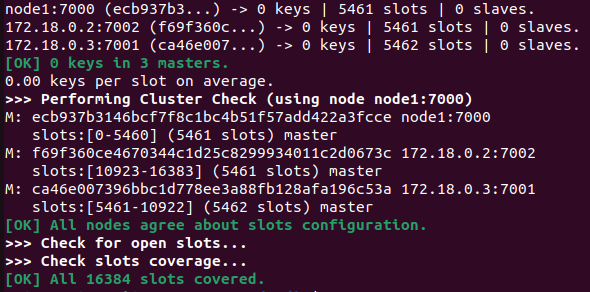 node1:7000 (ecb937b3...) -> 0 keys | 5461 slots | 0 slaves.
172.18.0.2:7002 (f69f360c...) -> 0 keys | 5461 slots | 0 slaves.
172.18.0.3:7001 (ca46e007...) -> 0 keys | 5462 slots | 0 slaves.
[OK] 0 keys in 3 masters.
0.00 keys per slot on average.
>>> Performing Cluster Check (using node node1:7000)
M: ecb937b3146bcf7f8c1bc4b51f57add422a3fcce node1:7000
   slots:[0-5460] (5461 slots) master
M: f69f360ce4670344c1d25c8299934011c2d0673c 172.18.0.2:7002
   slots:[10923-16383] (5461 slots) master
M: ca46e007396bbc1d778ee3a88fb128afa196c53a 172.18.0.3:7001
   slots:[5461-10922] (5462 slots) master
[OK] All nodes agree about slots configuration.
>>> Check for open slots...
>>> Check slots coverage...
[OK] All 16384 slots covered.